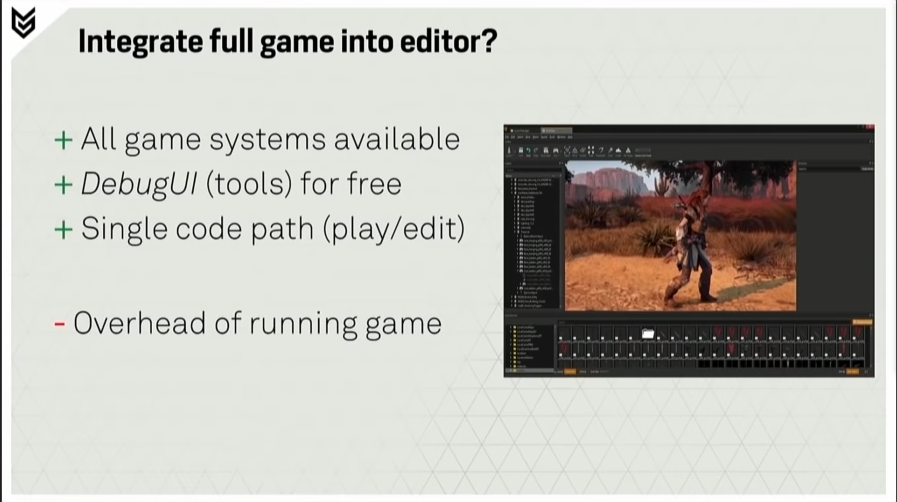 Integrate full game into editor?
+ All game systems available
+ DebugUI (tools) for free
+ Single code path (play/edit)
- Overhead of running game